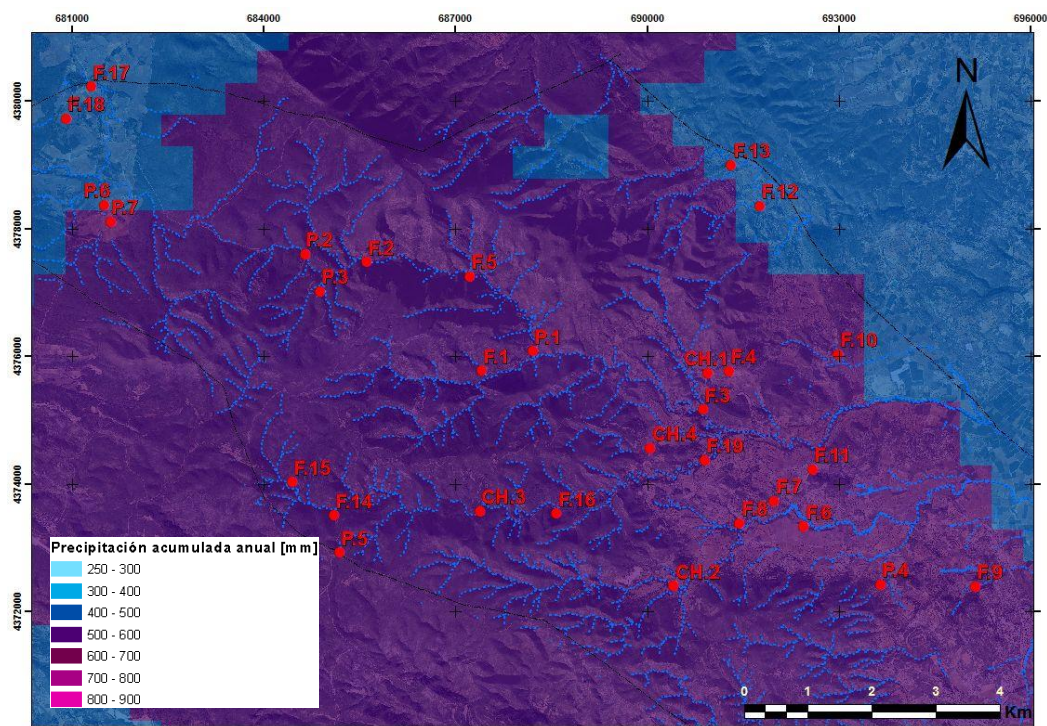 681000 684000 687000 690000 693000 696000
N
4380000
4378000
4376000
4374000
4372000
F.17
F.18
F.13
P.6
F.12
P.7
P.2
F.2
F.5
P.3
P.1
F.10
F.1
CH.1 F.4
F.3
CH.4
F.19
F.11
F.15
F.7
CH.3
F.16
F.14
F.8
F.6
P.5
CH.2
P.4
F.9
Precipitación acumulada anual [mm]
250 - 300
300 - 400
400 - 500
500 - 600
600 - 700
700 - 800
800 - 900
0 1 2 3 4
Km